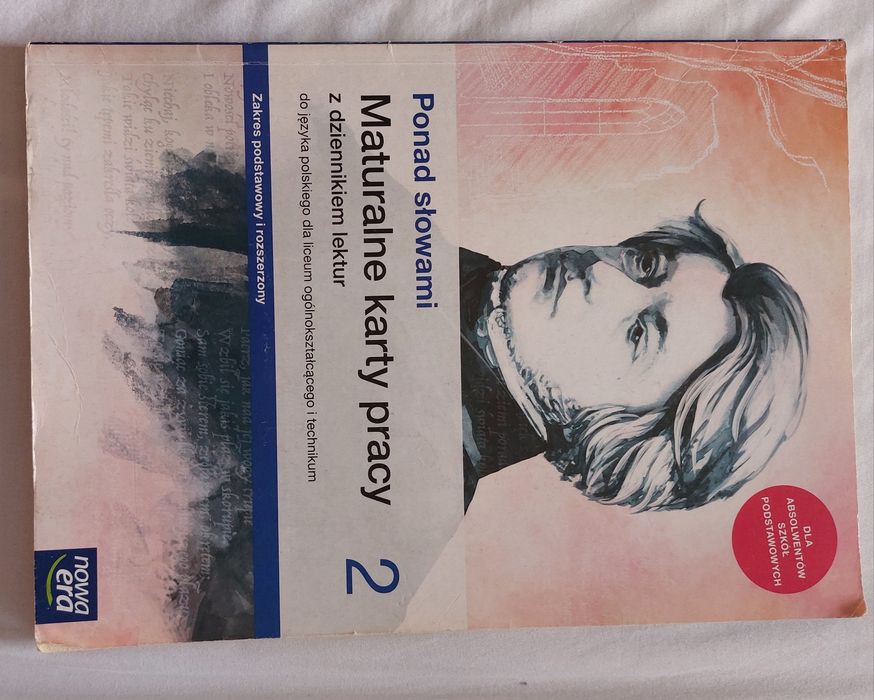 Ponad słowami
Maturalne karty pracy 2
z dziennikiem lektur
do języka polskiego dla liceum ogólnokształcącego i technikum
Zakres podstawowy i rozszerzony
DLA
ABSOLWENTÓW
SZKÓŁ
PODSTAWOWYCH
nowa
era